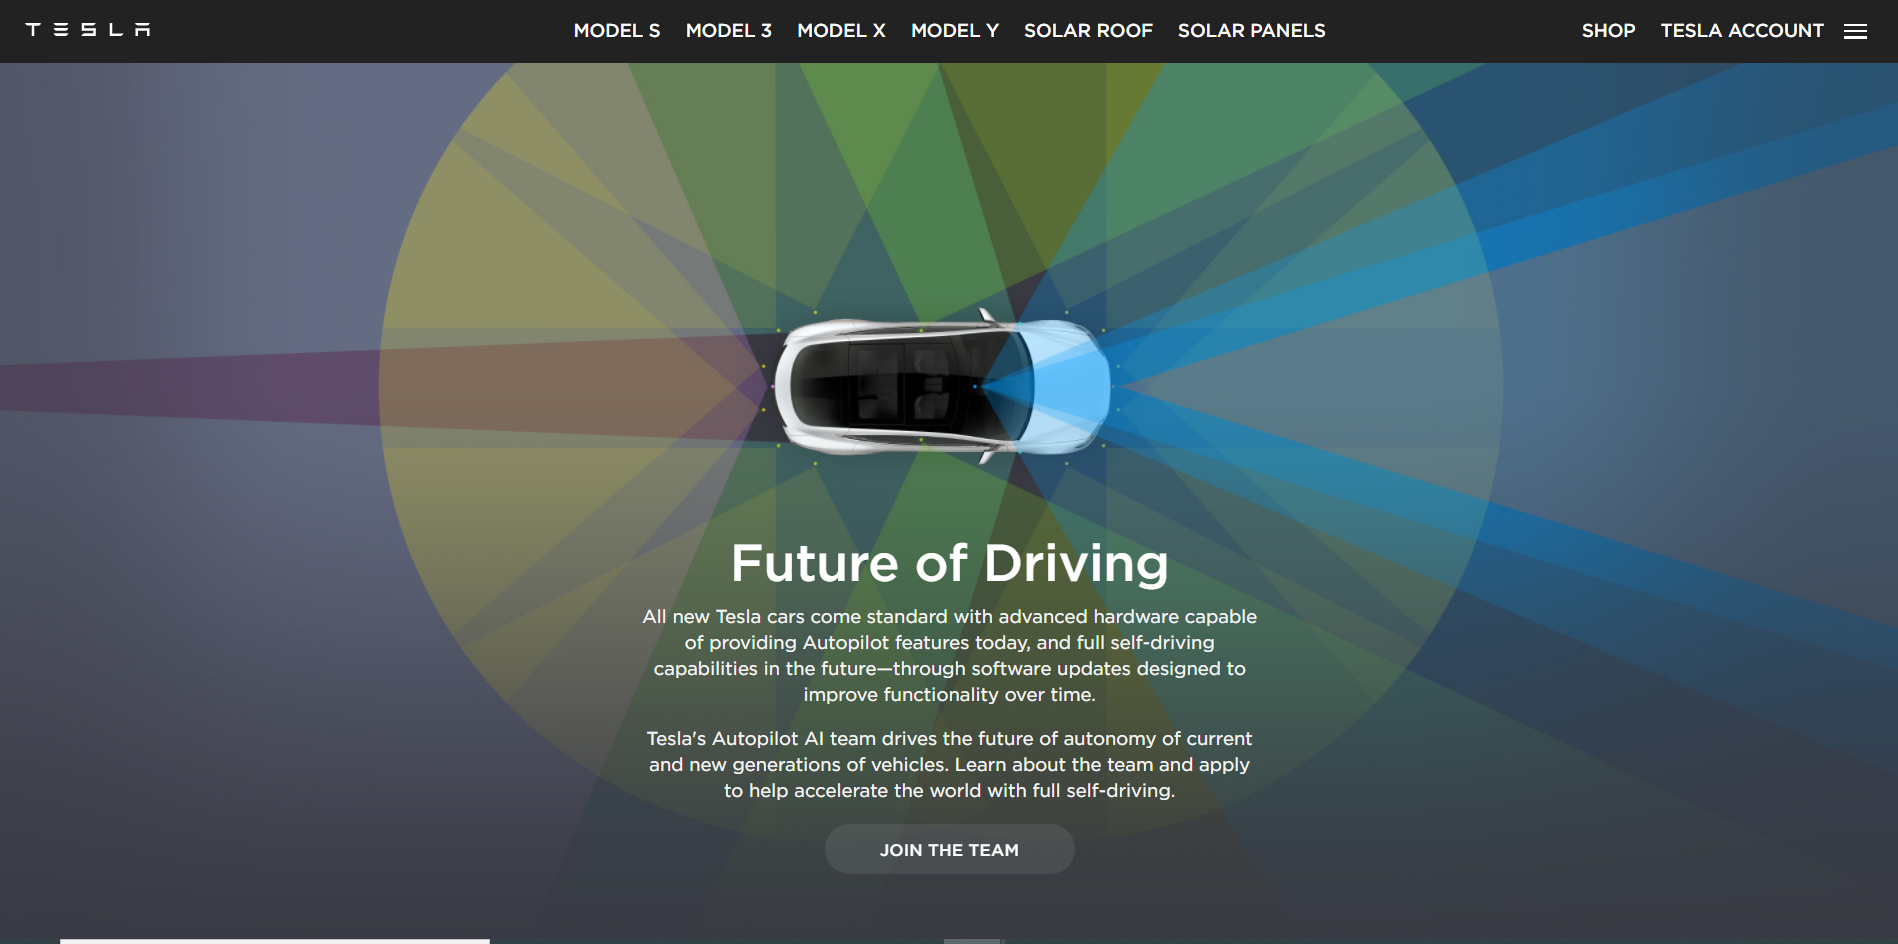 TESLA
MODEL S MODEL 3 MODEL X MODEL Y SOLAR ROOF SOLAR PANELS
SHOP TESLA ACCOUNT
Future of Driving
All new Tesla cars come standard with advanced hardware capable
of providing Autopilot features today, and full self-driving
capabilities in the future—through software updates designed to
improve functionality over time.
Tesla's Autopilot AI team drives the future of autonomy of current
and new generations of vehicles. Learn about the team and apply
to help accelerate the world with full self-driving.
JOIN THE TEAM